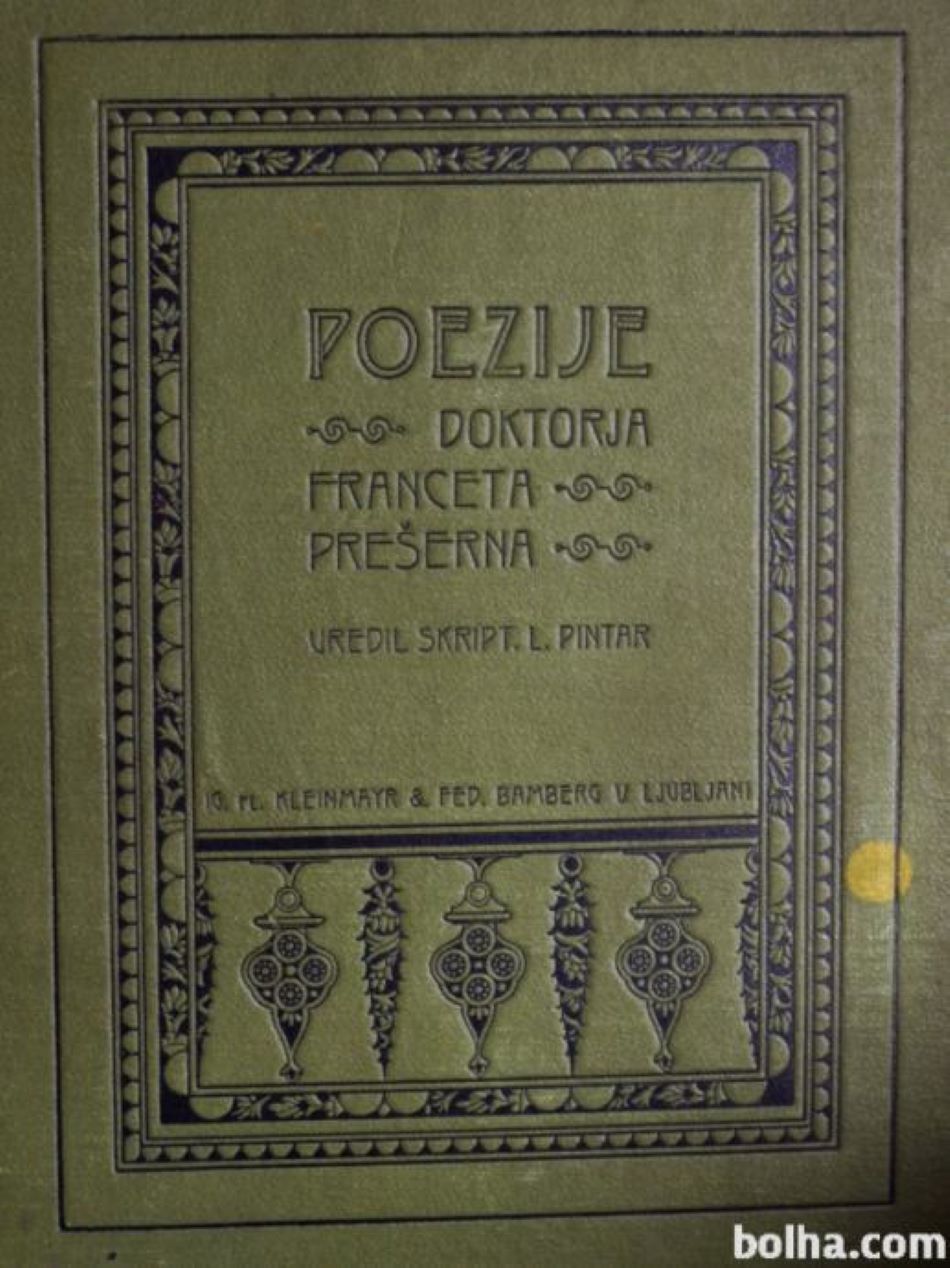 POEZIJE
DOKTORJA
FRANCETA
PREŠERNA
UREDIL SKRIPT. L. PINTAR
IG. PL. KLEINMAYR & FED. BAMBERG V LJUBLJANI
bolha.com